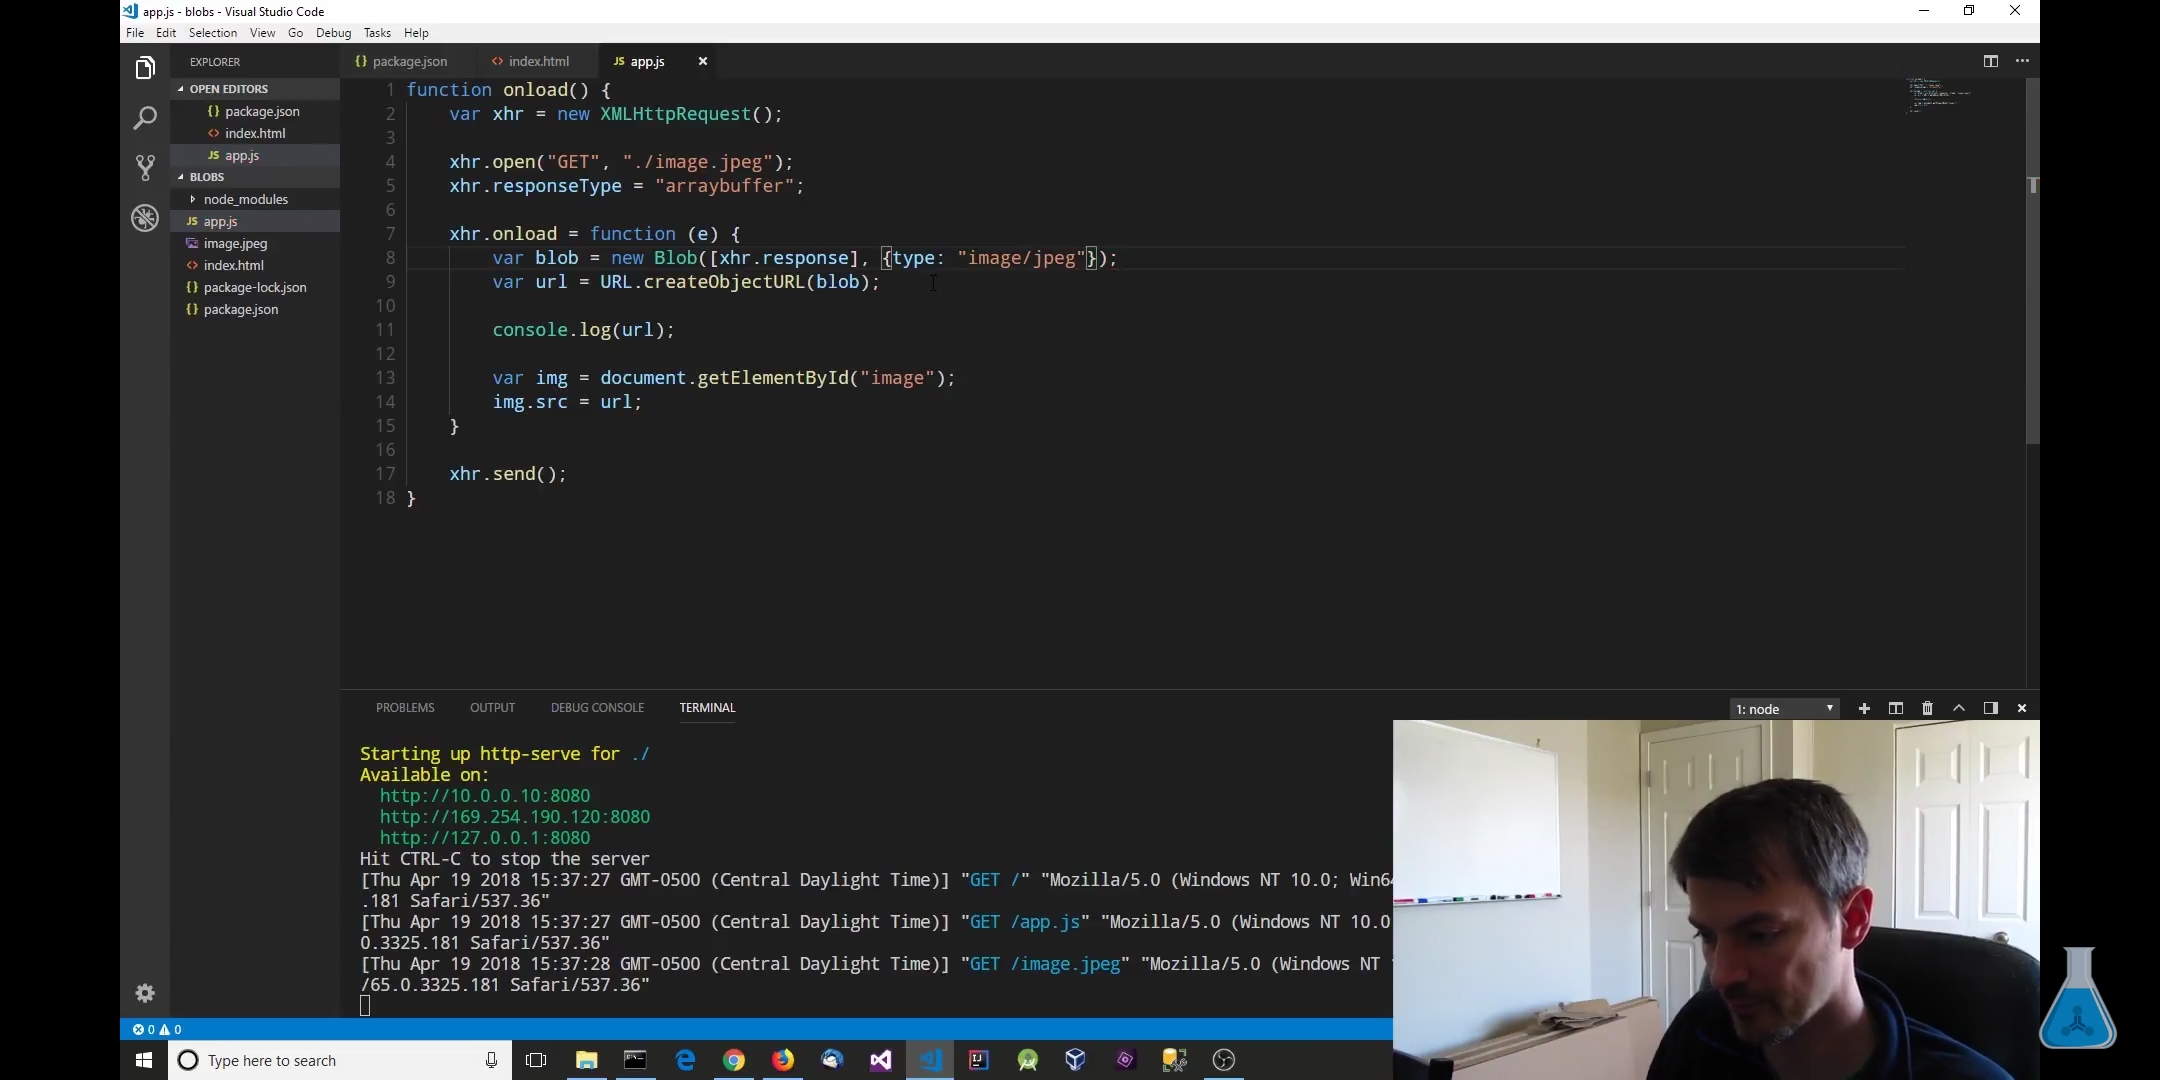 app.js - blobs - Visual Studio Code
File Edit Selection View Go Debug Tasks Help
EXPLORER
OPEN EDITORS
{} package.json
<> index.html
JS app.js
BLOBS
node_modules
JS app.js
image.jpeg
<> index.html
{} package-lock.json
{} package.json
{} package.json <> index.html JS app.js
1 function onload() {
2 var xhr = new XMLHttpRequest();
3
4 xhr.open("GET", "./image.jpeg");
5 xhr.responseType = "arraybuffer";
6
7 xhr.onload = function (e) {
8 var blob = new Blob([xhr.response], {type: "image/jpeg"});
9 var url = URL.createObjectURL(blob);
10
11 console.log(url);
12
13 var img = document.getElementById("image");
14 img.src = url;
15 }
16
17 xhr.send();
18 }
PROBLEMS OUTPUT DEBUG CONSOLE TERMINAL
1: node
Starting up http-serve for ./
Available on:
http://10.0.0.10:8080
http://169.254.190.120:8080
http://127.0.0.1:8080
Hit CTRL-C to stop the server
[Thu Apr 19 2018 15:37:27 GMT-0500 (Central Daylight Time)] "GET /" "Mozilla/5.0 (Windows NT 10.0; Win64
.181 Safari/537.36"
[Thu Apr 19 2018 15:37:27 GMT-0500 (Central Daylight Time)] "GET /app.js" "Mozilla/5.0 (Windows NT 10.0
0.3325.181 Safari/537.36"
[Thu Apr 19 2018 15:37:28 GMT-0500 (Central Daylight Time)] "GET /image.jpeg" "Mozilla/5.0 (Windows NT
/65.0.3325.181 Safari/537.36"
0 0
Type here to search